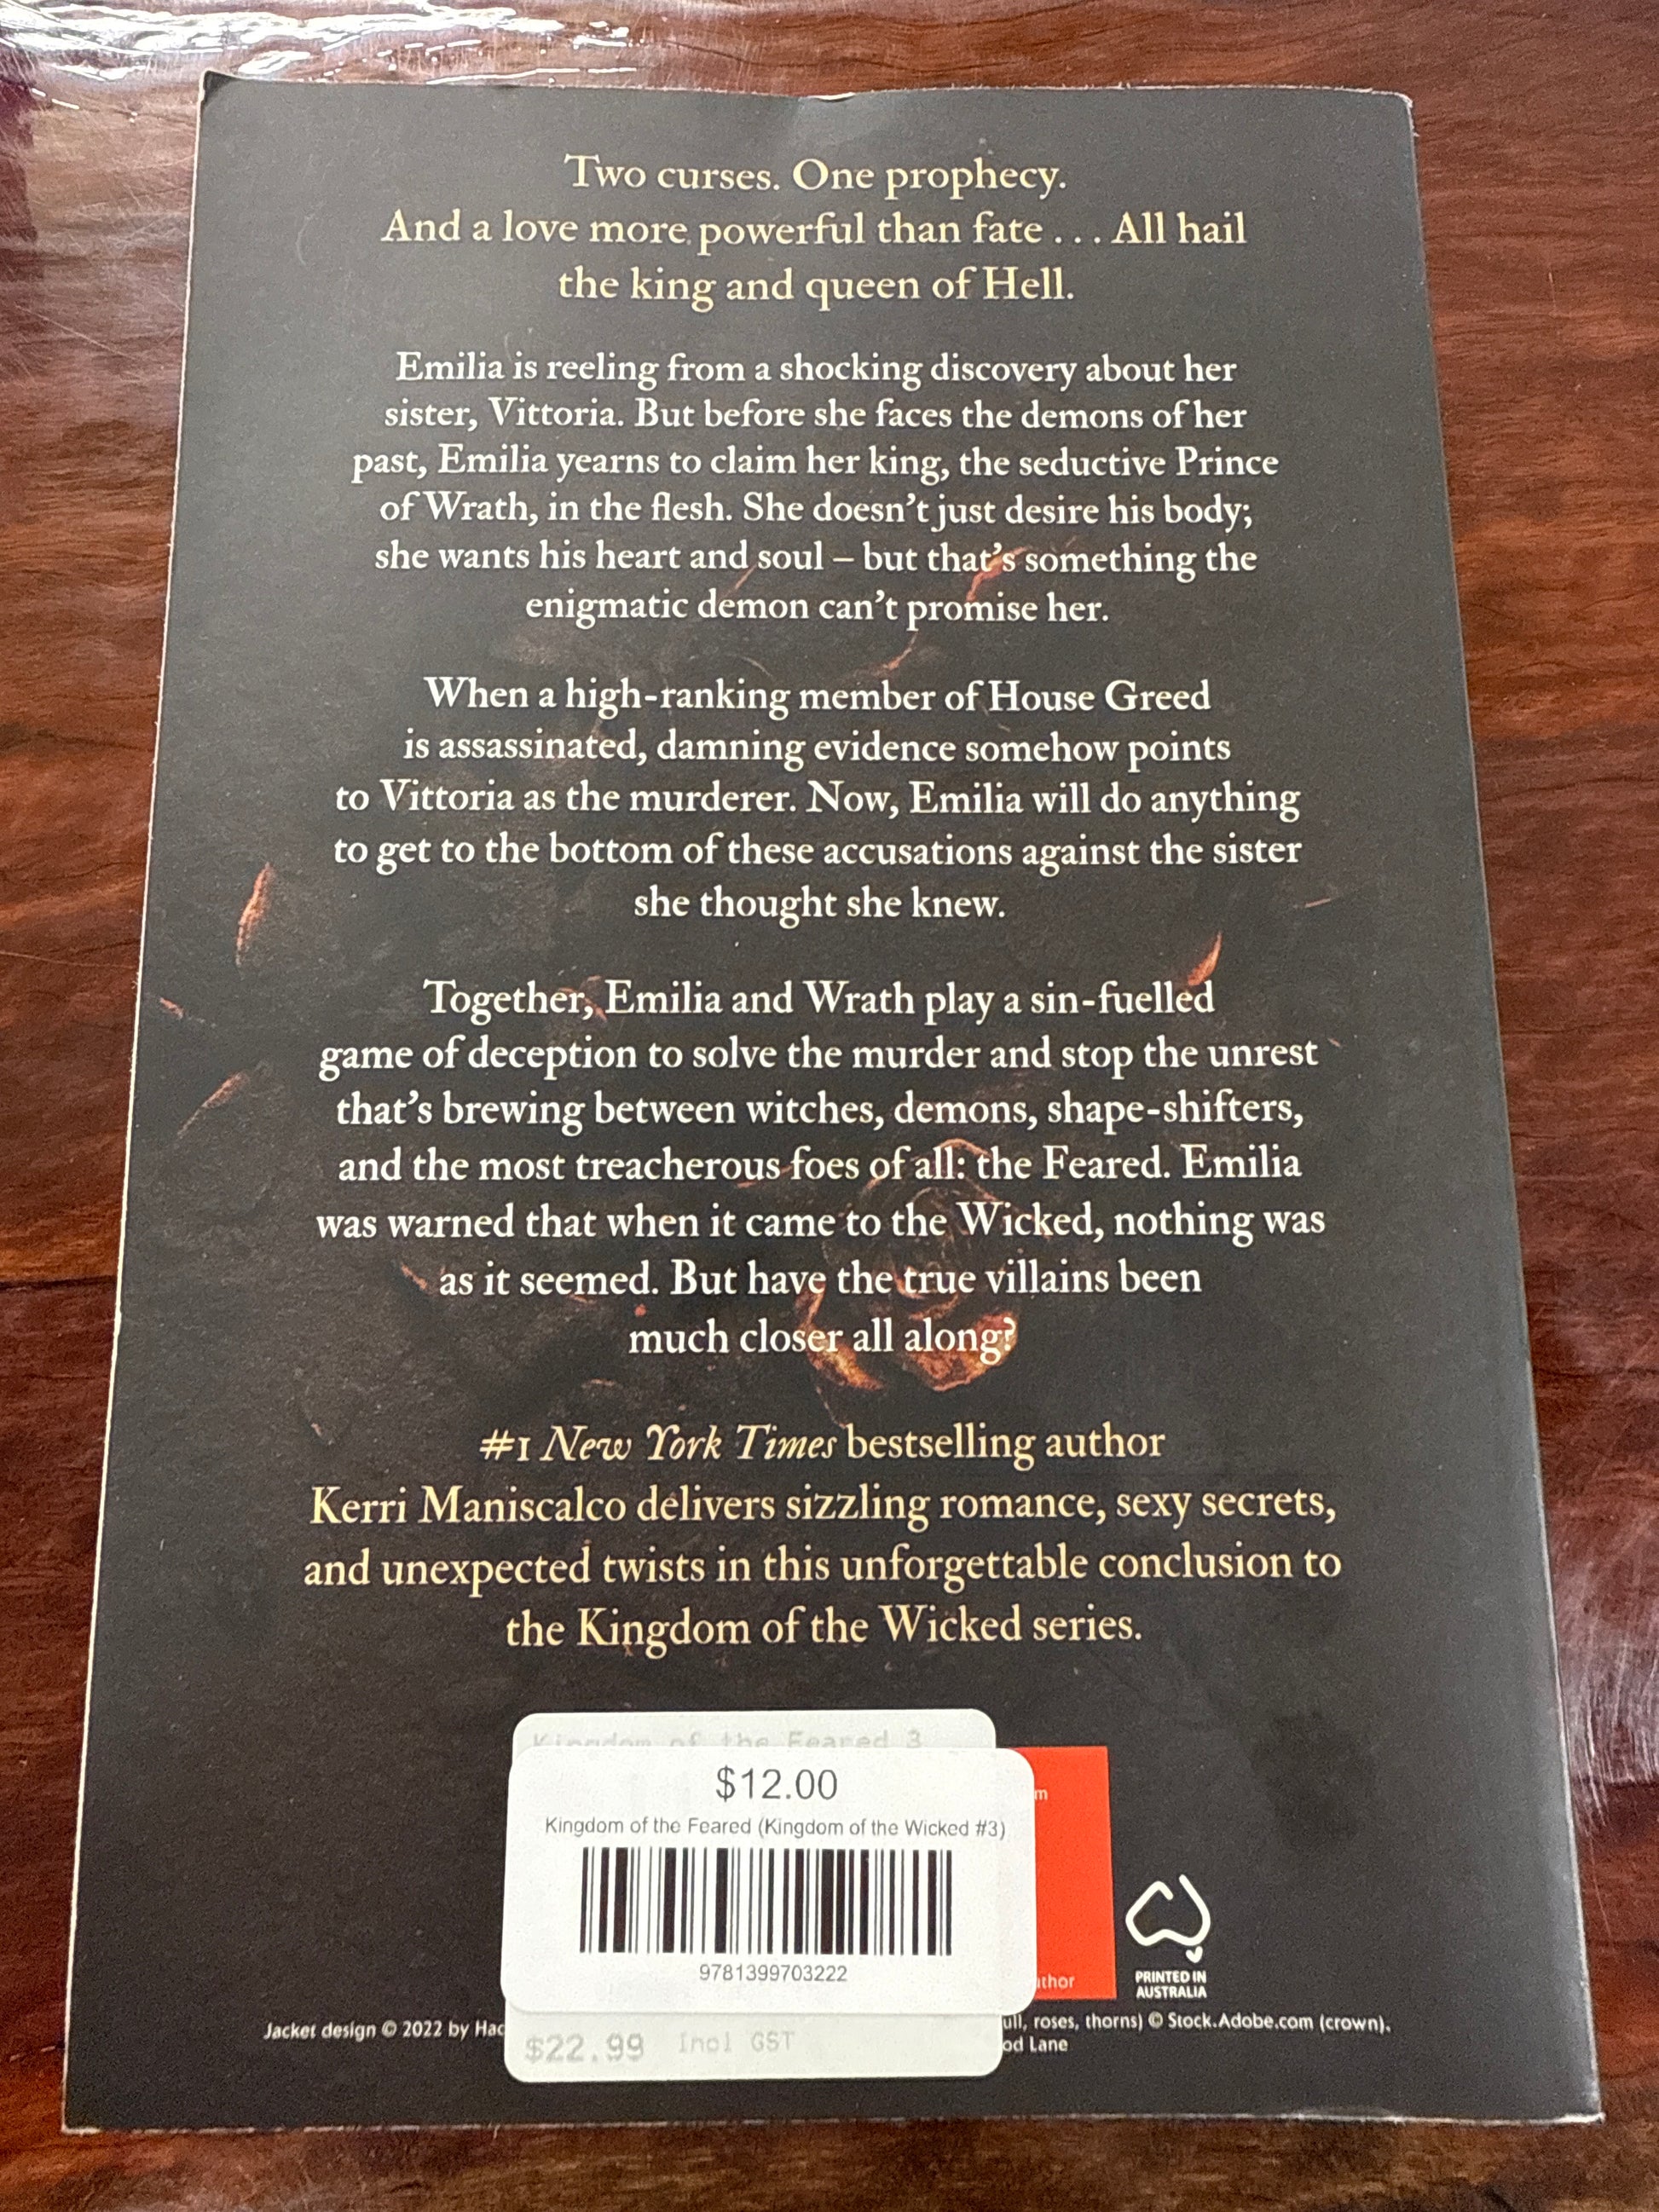 Two curses. One prophecy.
And a love more powerful than fate . . . All hail
the king and queen of Hell.
Emilia is reeling from a shocking discovery about her
sister, Vittoria. But before she faces the demons of her
past, Emilia yearns to claim her king, the seductive Prince
of Wrath, in the flesh. She doesn't just desire his body;
she wants his heart and soul – but that's something the
enigmatic demon can't promise her.
When a high-ranking member of House Greed
is assassinated, damning evidence somehow points
to Vittoria as the murderer. Now, Emilia will do anything
to get to the bottom of these accusations against the sister
she thought she knew.
Together, Emilia and Wrath play a sin-fuelled
game of deception to solve the murder and stop the unrest
that's brewing between witches, demons, shape-shifters,
and the most treacherous foes of all: the Feared. Emilia
was warned that when it came to the Wicked, nothing was
as it seemed. But have the true villains been
much closer all along?
#1 New York Times bestselling author
Kerri Maniscalco delivers sizzling romance, sexy secrets,
and unexpected twists in this unforgettable conclusion to
the Kingdom of the Wicked series.
Kingdom of the Feared 3
$12.00
Kingdom of the Feared (Kingdom of the Wicked #3)
9781399703222
PRINTED IN
AUSTRALIA
Jacket design © 2022 by roses, thorns) © Stock.Adobe.com (crown).
Lane
$22.99 Incl GST